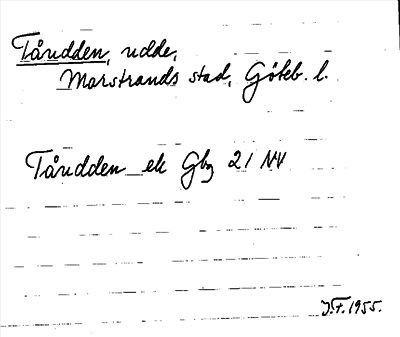 Tåudden, udde,
Marstrands stad, Göteb. l.
Tåudden ek Gbg 21 NV
J.F. 1955.